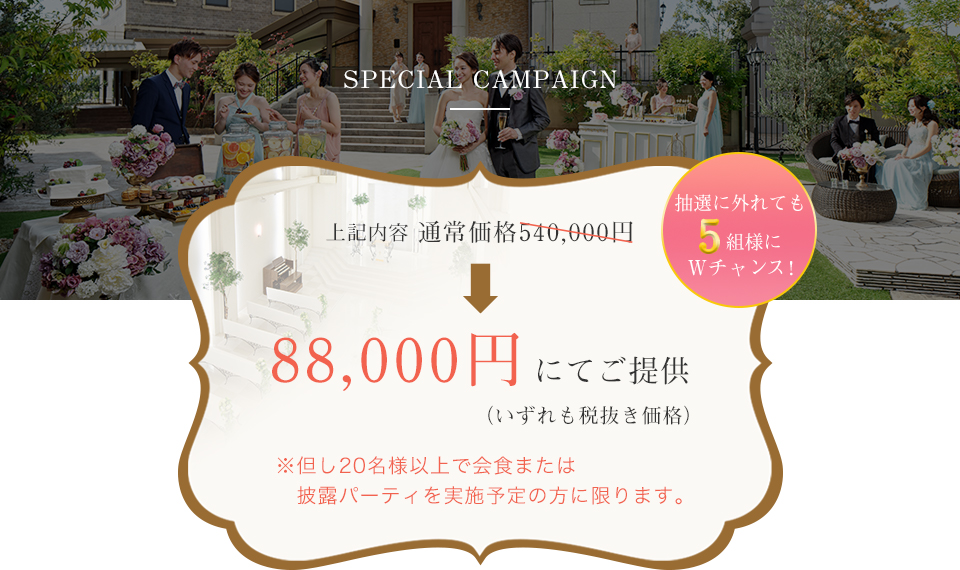 SPECIAL CAMPAIGN
抽選に外れても
5組様に
Wチャンス!
上記内容 通常価格540,000円
88,000円にてご提供
(いずれも税抜き価格)
※但し20名様以上で会食または
披露パーティを実施予定の方に限ります。